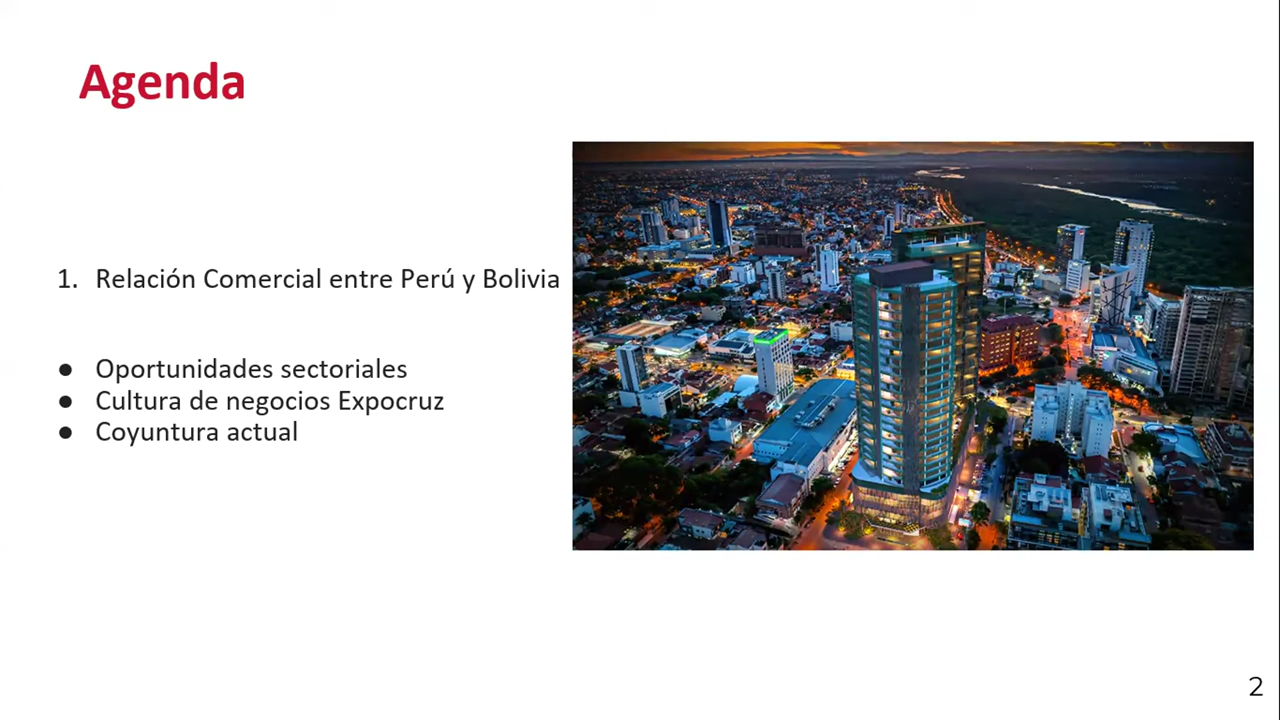 Agenda
1. Relación Comercial entre Perú y Bolivia
● Oportunidades sectoriales
● Cultura de negocios Expocruz
● Coyuntura actual
2